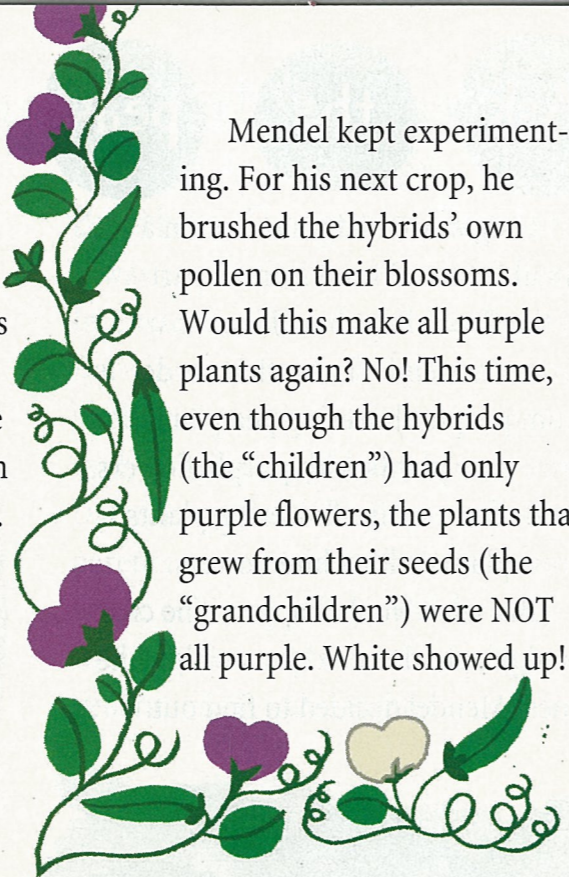 Mendel kept experiment-
ing. For his next crop, he
brushed the hybrids’ own
pollen on their blossoms.
Would this make all purple
plants again? No! This time,
even though the hybrids
(the “children”) had only
purple flowers, the plants tha
grew from their seeds (the
“grandchildren”) were NOT
all purple. White showed up!